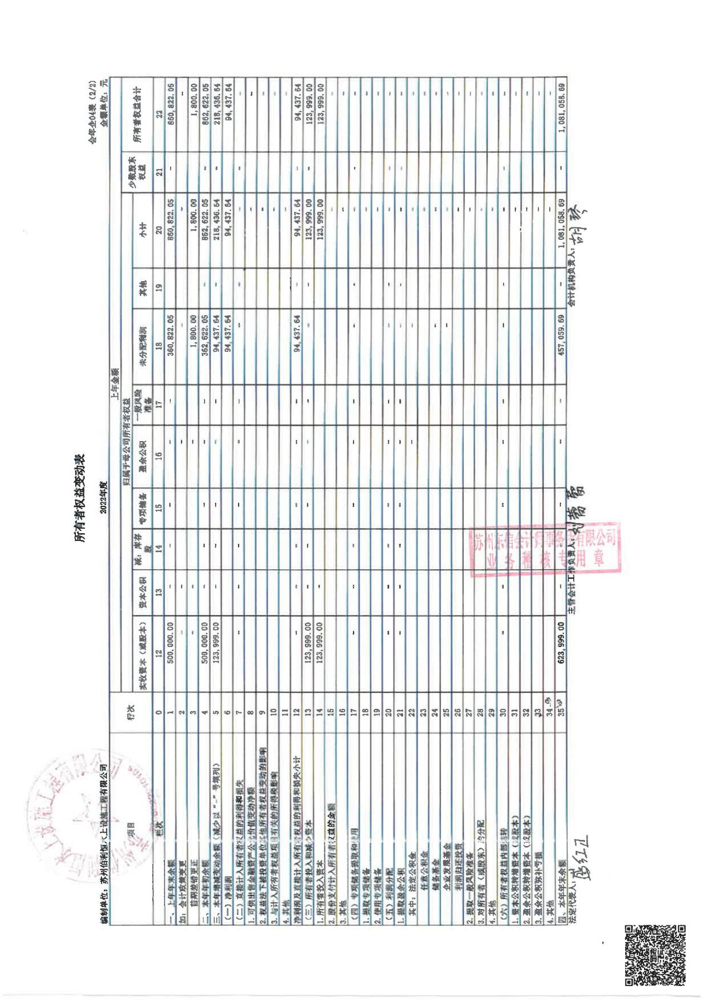 所有者权益变动表
会年企04表(2/2)
2022年度
金额单位:元
编制单位:苏州佰利恒水上设施工程有限公司
项目 行次 上年金额
归属于母公司所有者权益 少数股东权益 所有者权益合计
实收资本(或股本) 资本公积 减:库存股 专项储备 盈余公积 一般风险准备 未分配利润 其他 小计
栏次 0 12 13 14 15 16 17 18 19 20 21 22
一、上年年末余额 1 500,000.00 - - - - - 360,822.05 860,822.05 - 860,822.05
加:会计政策变更 2 - - - - - -
前期差错更正 3 - - - 1,800.00 1,800.00 1,800.00
二、本年年初余额 4 500,000.00 - - - - - 362,622.05 - 862,622.05 - 862,622.05
三、本年增减变动余额(减少以“-”号填列) 5 123,999.00 - - - - - 94,437.64 - 218,436.64 - 218,436.64
(一)净利润 6 94,437.64 94,437.64 94,437.64
(二)直接计入所有者权益的利得和损失 7 - - - - - - - - - - -
1.可供出售金融资产公允价值变动净额 8 - -
2.权益法下被投资单位其他所有者权益变动的影响 9 - -
3.与计入所有者权益项目有关的所得税影响 10 - -
4.其他 11 - -
净利润及直接计入所有者权益的利得和损失小计 12 - - - - - - 94,437.64 - 94,437.64 - 94,437.64
(三)所有者投入和减少资本 13 123,999.00 - - - - - - - 123,999.00 - 123,999.00
1.所有者投入资本 14 123,999.00 - 123,999.00 123,999.00
2.股份支付计入所有者权益的金额 15 - -
3.其他 16 - -
(四)专项储备提取和使用 17 - - - - - - - - - - -
1.提取专项储备 18 - -
2.使用专项储备 19 - -
(五)利润分配 20 - - - - - - - - - - -
1.提取盈余公积 21 - - - - - - - - - - -
其中:法定公积金 22 - - - -
任意公积金 23 - -
储备基金 24 - - -
企业发展基金 25 - - -
利润归还投资 26 - -
2.提取一般风险准备 27 - -
3.对所有者(或股东)的分配 28 - -
4.其他 29 - -
(六)所有者权益内部结转 30 - - - - - - - - - - -
1.资本公积转增资本(或股本) 31 - -
2.盈余公积转增资本(或股本) 32 - -
3.盈余公积弥补亏损 33 - -
4.其他 34 - -
四、本年年末余额 35 623,999.00 - - - - - 457,059.69 - 1,081,058.69 - 1,081,058.69
法定代表人: 主管会计工作负责人:刘蕾蕾 会计机构负责人:胡琴
苏州东信会计师事务所有限公司
业务稽核专用章